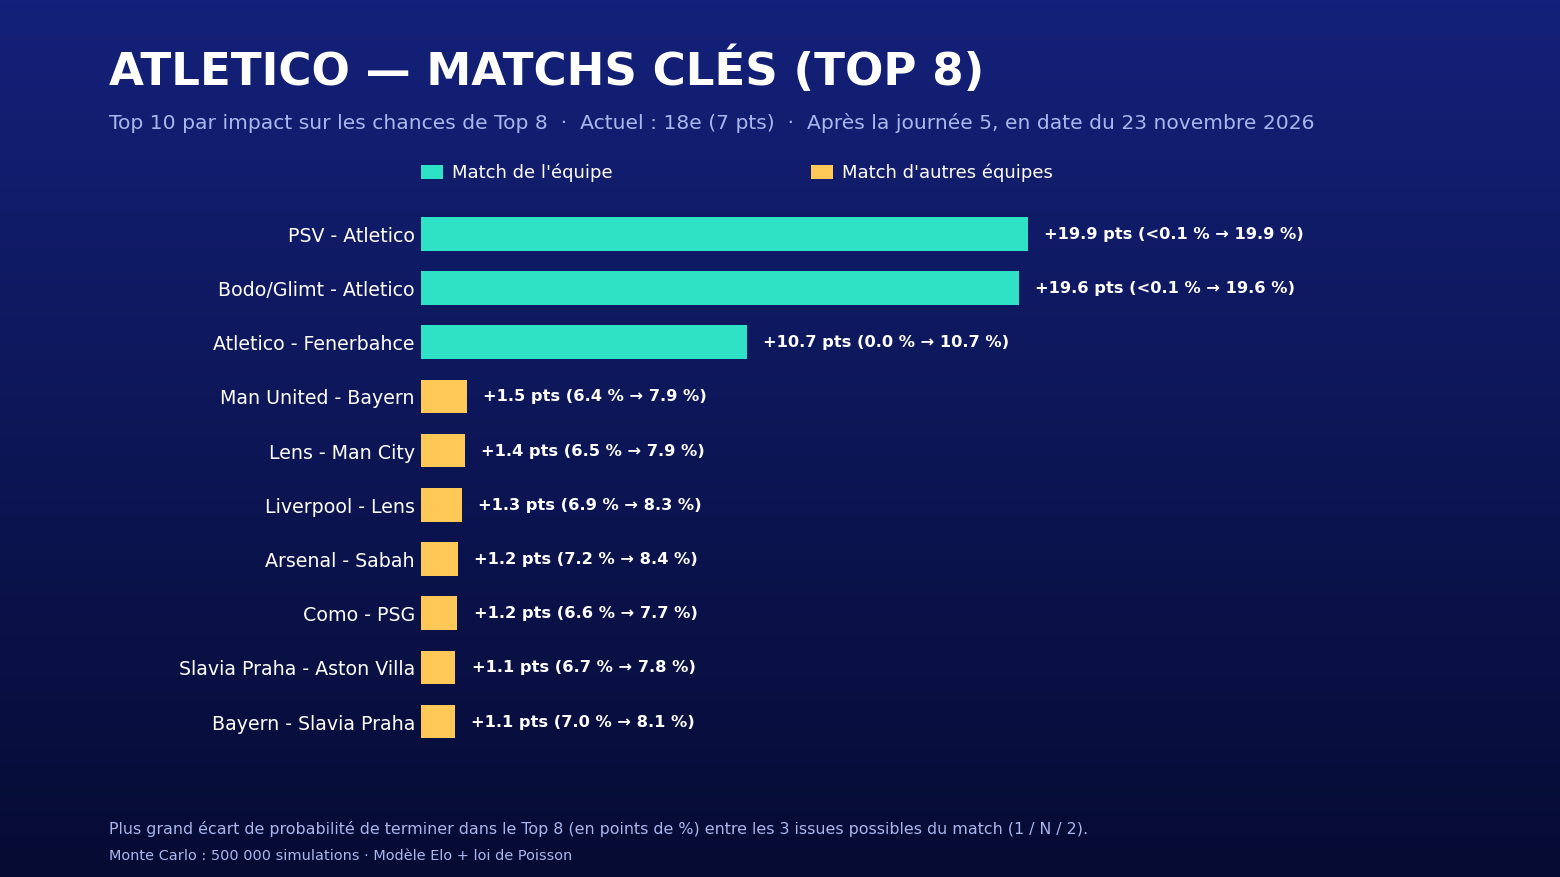 ATLETICO — MATCHS CLÉS (TOP 8)
Top 10 par impact sur les chances de Top 8 · Actuel : 18e (7 pts) · Après la journée 5, en date du 23 novembre 2026
Match de l'équipe
Match d'autres équipes
PSV - Atletico +19.9 pts (<0.1 % → 19.9 %)
Bodo/Glimt - Atletico +19.6 pts (<0.1 % → 19.6 %)
Atletico - Fenerbahce +10.7 pts (0.0 % → 10.7 %)
Man United - Bayern +1.5 pts (6.4 % → 7.9 %)
Lens - Man City +1.4 pts (6.5 % → 7.9 %)
Liverpool - Lens +1.3 pts (6.9 % → 8.3 %)
Arsenal - Sabah +1.2 pts (7.2 % → 8.4 %)
Como - PSG +1.2 pts (6.6 % → 7.7 %)
Slavia Praha - Aston Villa +1.1 pts (6.7 % → 7.8 %)
Bayern - Slavia Praha +1.1 pts (7.0 % → 8.1 %)
Plus grand écart de probabilité de terminer dans le Top 8 (en points de %) entre les 3 issues possibles du match (1 / N / 2).
Monte Carlo : 500 000 simulations · Modèle Elo + loi de Poisson